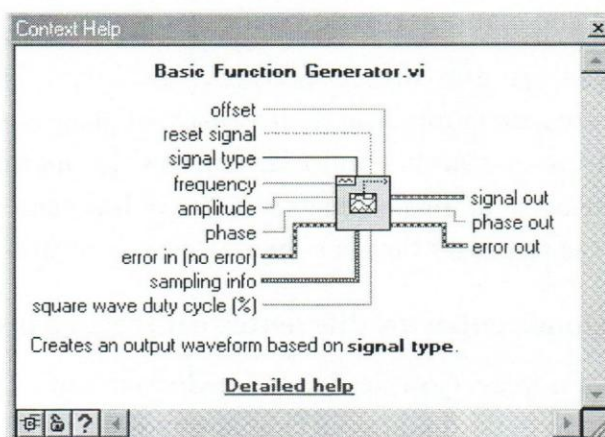 Context Help
Basic Function Generator.vi
offset
reset signal
signal type
frequency
amplitude
phase
error in (no error)
sampling info
square wave duty cycle (%)
signal out
phase out
error out
Creates an output waveform based on signal type.
Detailed help
?